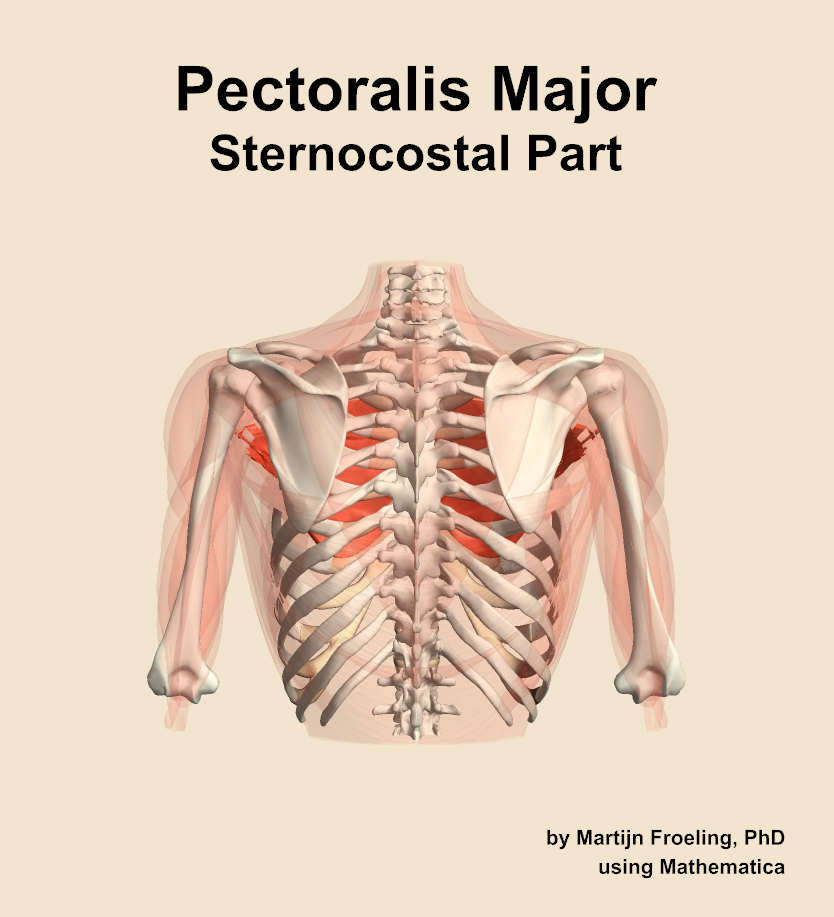 Pectoralis Major
Sternocostal Part
by Martijn Froeling, PhD
using Mathematica